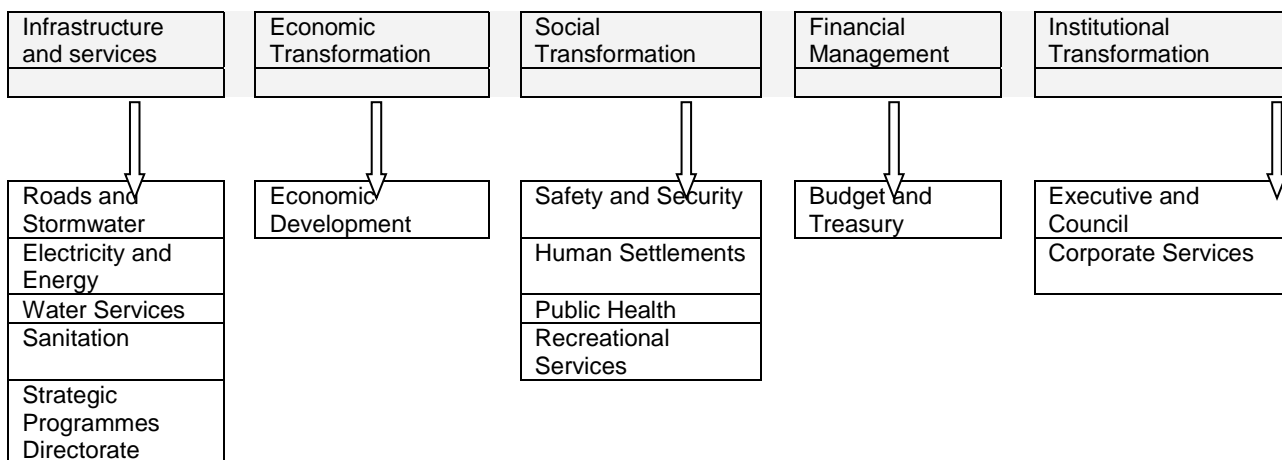 Infrastructure
and services
Economic
Transformation
Social
Transformation
Financial
Management
Institutional
Transformation
Roads and
Stormwater
Electricity and
Energy
Water Services
Sanitation
Strategic
Programmes
Directorate
Economic
Development
Safety and Security
Human Settlements
Public Health
Recreational
Services
Budget and
Treasury
Executive and
Council
Corporate Services